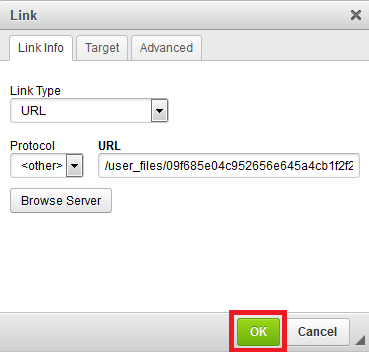 Link
Link Info Target Advanced
Link Type
URL
Protocol URL
<other> /user_files/09f685e04c952656e645a4cb1f2f2
Browse Server
OK Cancel